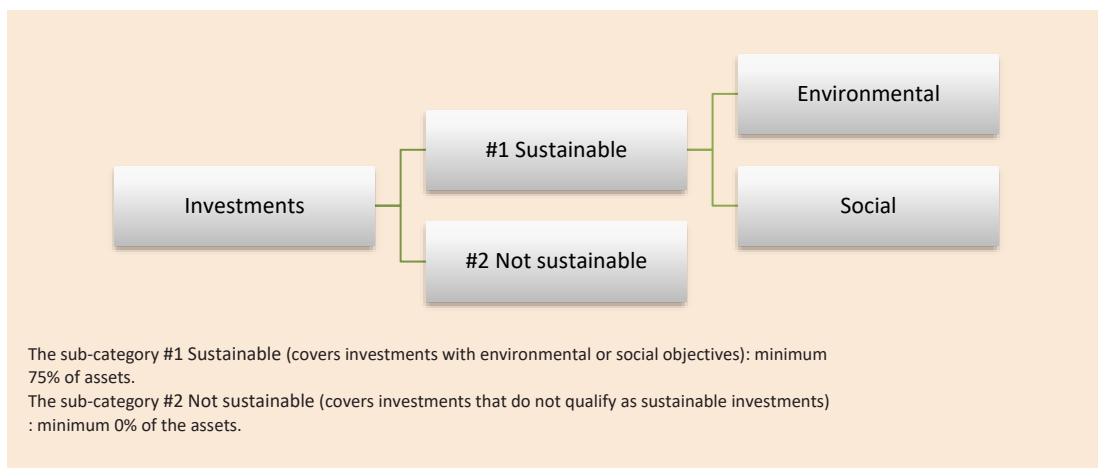 Environmental
#1 Sustainable
Investments
Social
#2 Not sustainable
The sub-category #1 Sustainable (covers investments with environmental or social objectives): minimum
75% of assets.
The sub-category #2 Not sustainable (covers investments that do not qualify as sustainable investments)
: minimum 0% of the assets.